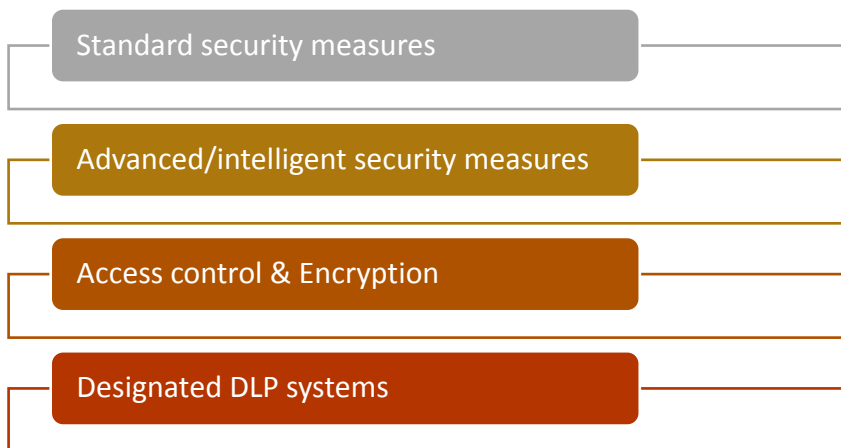 Standard security measures
Advanced/intelligent security measures
Access control & Encryption
Designated DLP systems